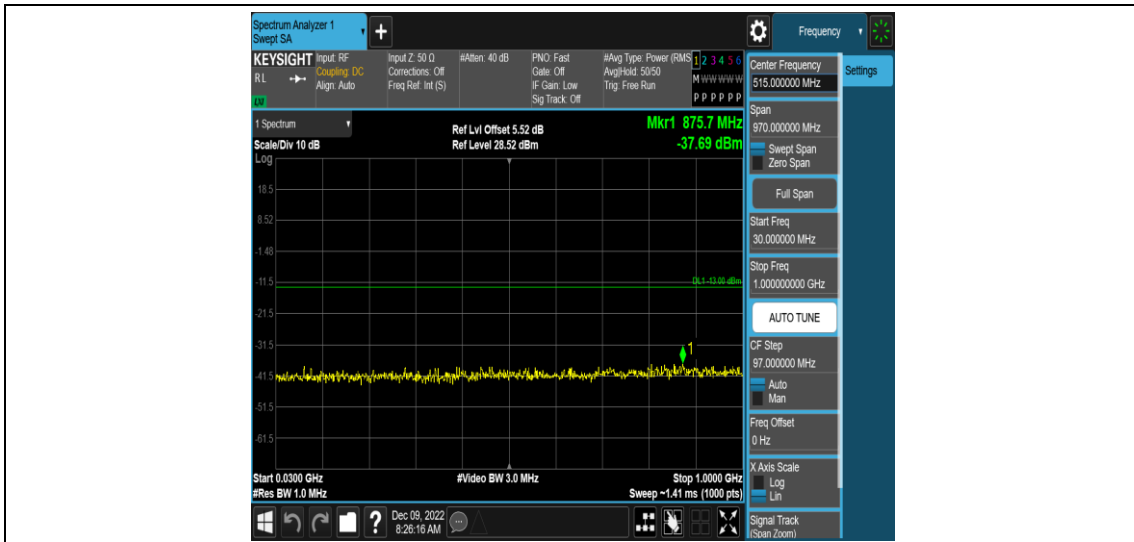 Spectrum Analyzer 1
Swept SA
+
Frequency
KEYSIGHT
RL
LXI
Input: RF
Coupling: DC
Align: Auto
Input Z: 50 Ω
Corrections: Off
Freq Ref: Int (S)
#Atten: 40 dB
PNO: Fast
Gate: Off
IF Gain: Low
Sig Track: Off
#Avg Type: Power (RMS
Avg|Hold: 50/50
Trig: Free Run
1 2 3 4 5 6
M W W W W W
P P P P P P
1 Spectrum
Scale/Div 10 dB
Log
Ref Lvl Offset 5.52 dB
Ref Level 28.52 dBm
Mkr1 875.7 MHz
-37.69 dBm
18.5
8.52
-1.48
-11.5
DL1 -13.00 dBm
-21.5
-31.5
1
-41.5
-51.5
-61.5
Start 0.0300 GHz
#Res BW 1.0 MHz
#Video BW 3.0 MHz
Stop 1.0000 GHz
Sweep ~1.41 ms (1000 pts)
?
Dec 09, 2022
8:26:16 AM
Center Frequency
515.000000 MHz
Settings
Span
970.000000 MHz
Swept Span
Zero Span
Full Span
Start Freq
30.000000 MHz
Stop Freq
1.000000000 GHz
AUTO TUNE
CF Step
97.000000 MHz
Auto
Man
Freq Offset
0 Hz
X Axis Scale
Log
Lin
Signal Track
(Span Zoom)